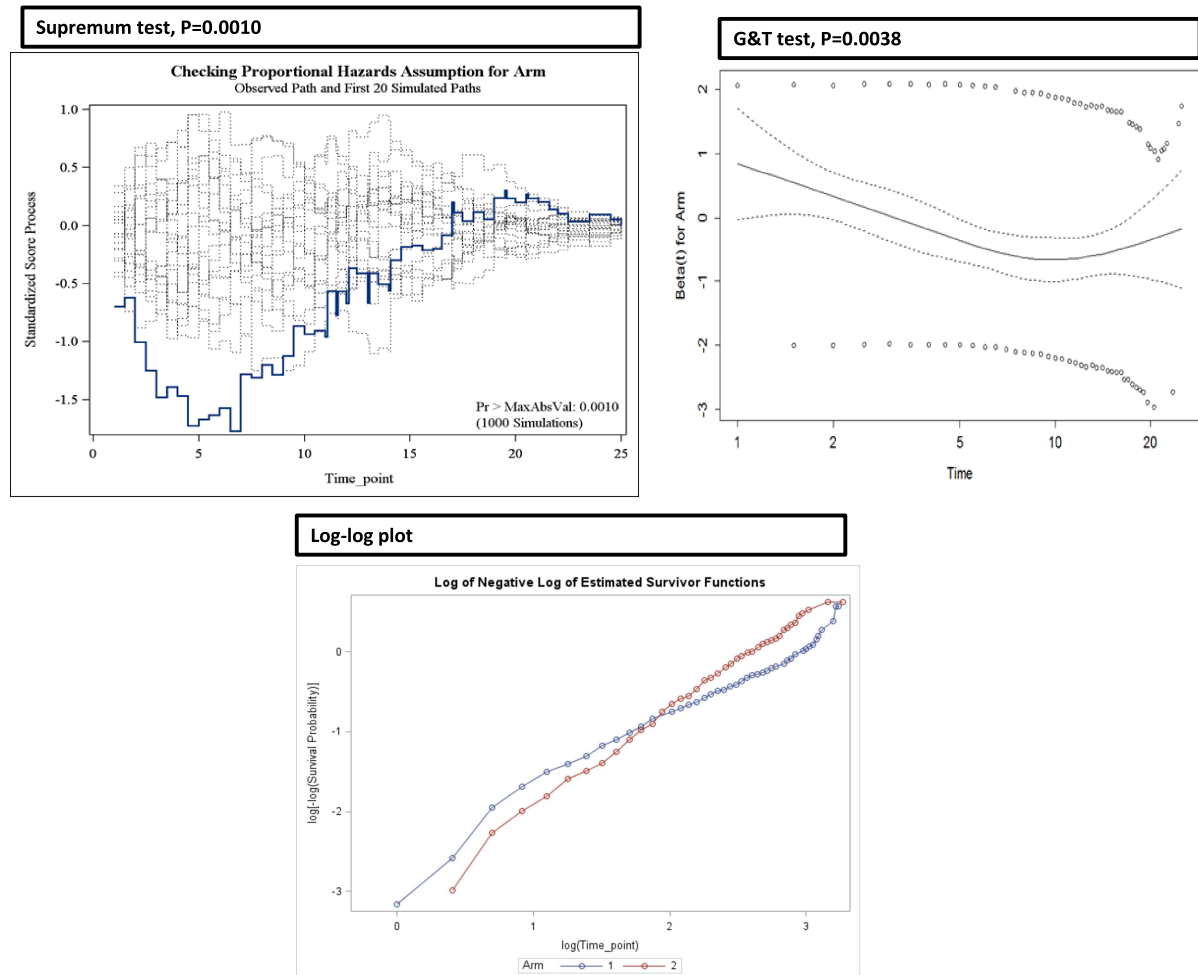 Supremum test, P=0.0010
Checking Proportional Hazards Assumption for Arm
Observed Path and First 20 Simulated Paths
1.0
0.5
0.0
-0.5
-1.0
-1.5
Standardized Score Process
Pr > MaxAbsVal: 0.0010
(1000 Simulations)
0 5 10 15 20 25
Time_point
G&T test, P=0.0038
2
1
0
-1
-2
-3
Beta(t) for Arm
1 2 5 10 20
Time
Log-log plot
Log of Negative Log of Estimated Survivor Functions
0
-1
-2
-3
log[-log(Survival Probability)]
0 1 2 3
log(Time_point)
Arm 1 2